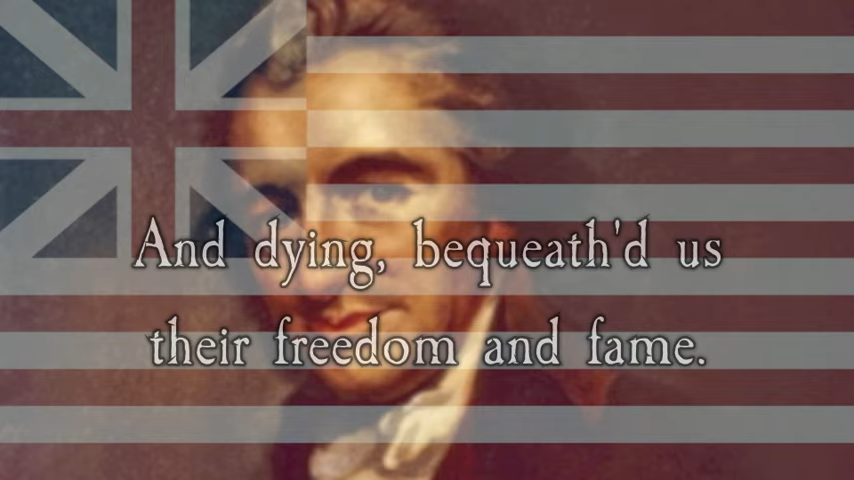 And dying, bequeath'd us
their freedom and fame.